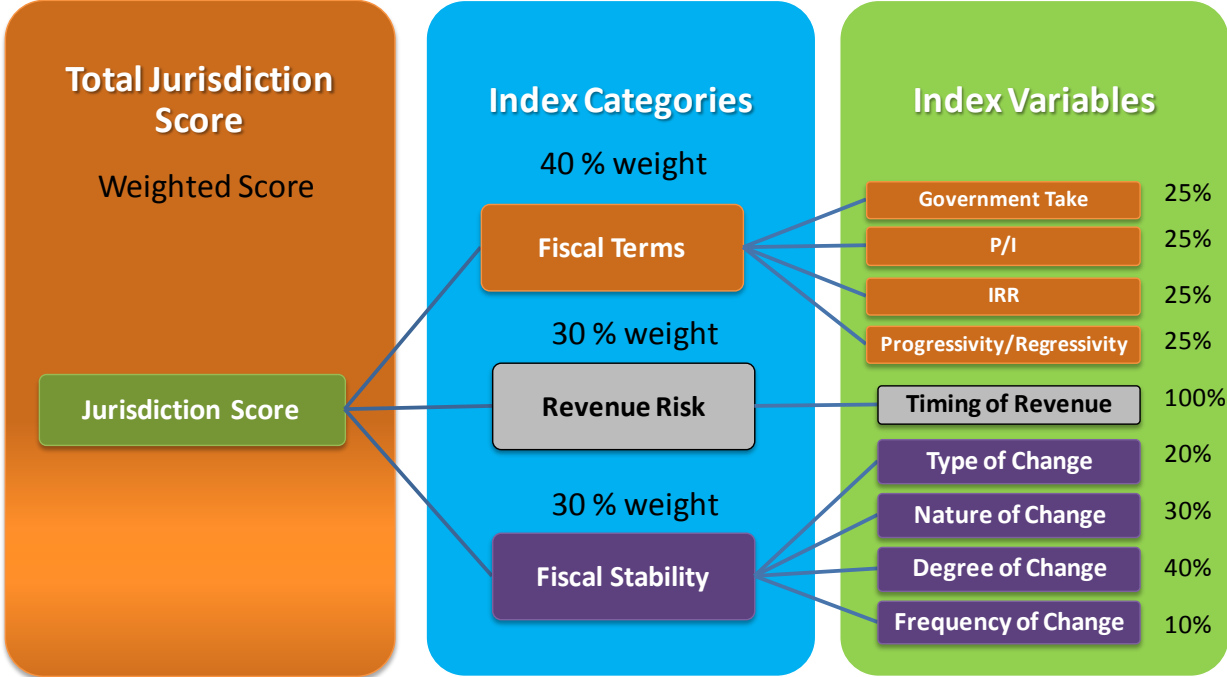 Total Jurisdiction
Score
Weighted Score
Jurisdiction Score
Index Categories
40 % weight
Fiscal Terms
30 % weight
Revenue Risk
30 % weight
Fiscal Stability
Index Variables
Government Take 25%
P/I 25%
IRR 25%
Progressivity/Regressivity 25%
Timing of Revenue 100%
Type of Change 20%
Nature of Change 30%
Degree of Change 40%
Frequency of Change 10%